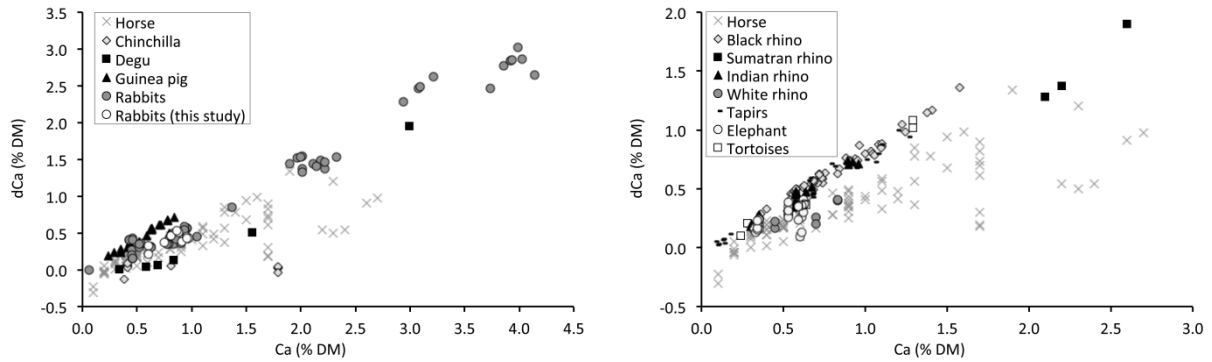 3.5
3.0
2.5
2.0
1.5
1.0
0.5
0.0
-0.5
dCa (% DM)
Horse
Chinchilla
Degu
Guinea pig
Rabbits
Rabbits (this study)
0.0 0.5 1.0 1.5 2.0 2.5 3.0 3.5 4.0 4.5
Ca (% DM)
2.0
1.5
1.0
0.5
0.0
-0.5
dCa (% DM)
Horse
Black rhino
Sumatran rhino
Indian rhino
White rhino
Tapirs
Elephant
Tortoises
0.0 0.5 1.0 1.5 2.0 2.5 3.0
Ca (% DM)